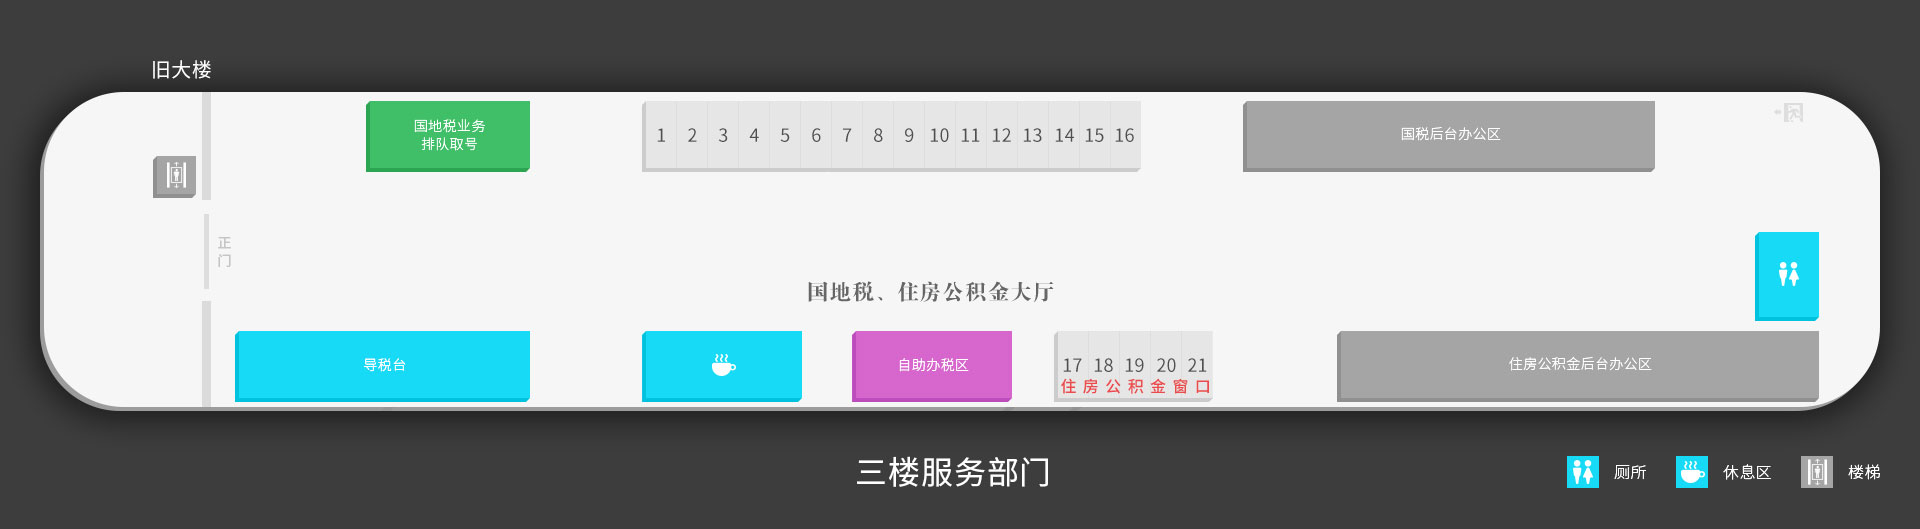 旧大楼
国地税业务
排队取号
1 2 3 4 5 6 7 8 9 10 11 12 13 14 15 16
国税后台办公区
正门
国地税、住房公积金大厅
导税台
自助办税区
17 18 19 20 21
住房公积金窗口
住房公积金后台办公区
三楼服务部门
厕所
休息区
楼梯